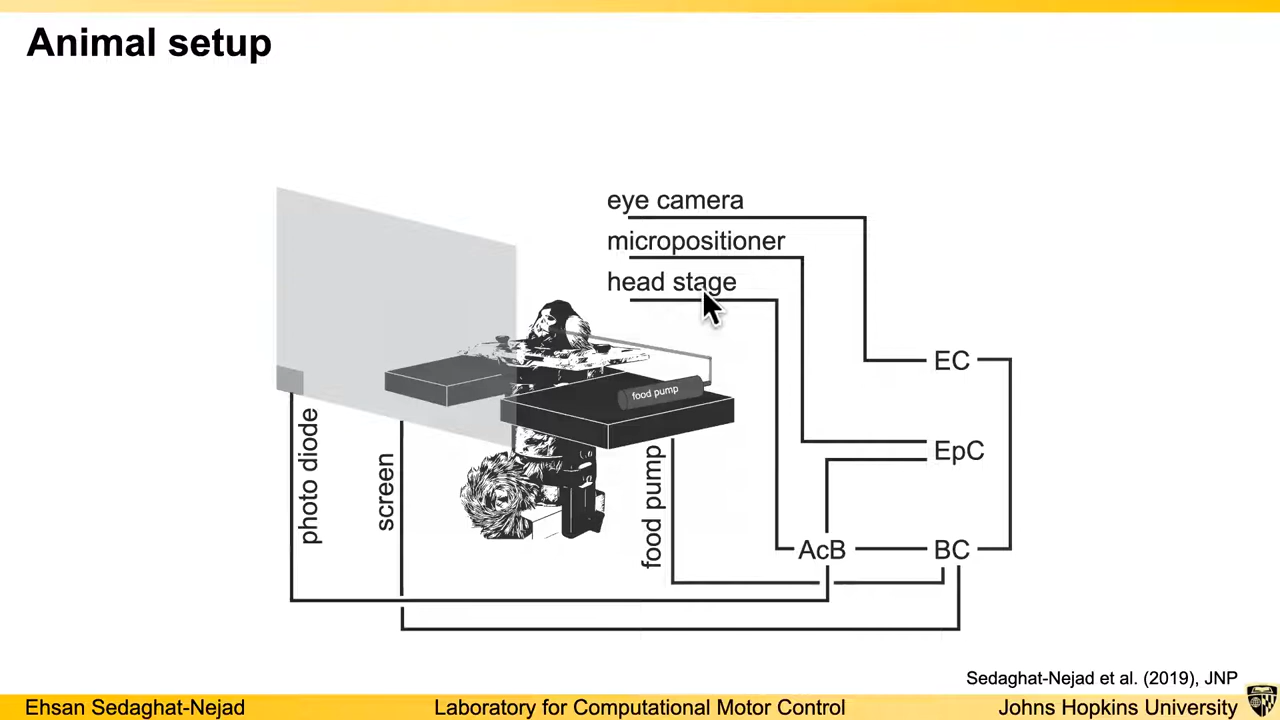 Animal setup
eye camera
micropositioner
head stage
food pump
photo diode
screen
food pump
EC
EpC
AcB
BC
Sedaghat-Nejad et al. (2019), JNP
Ehsan Sedaghat-Nejad
Laboratory for Computational Motor Control
Johns Hopkins University